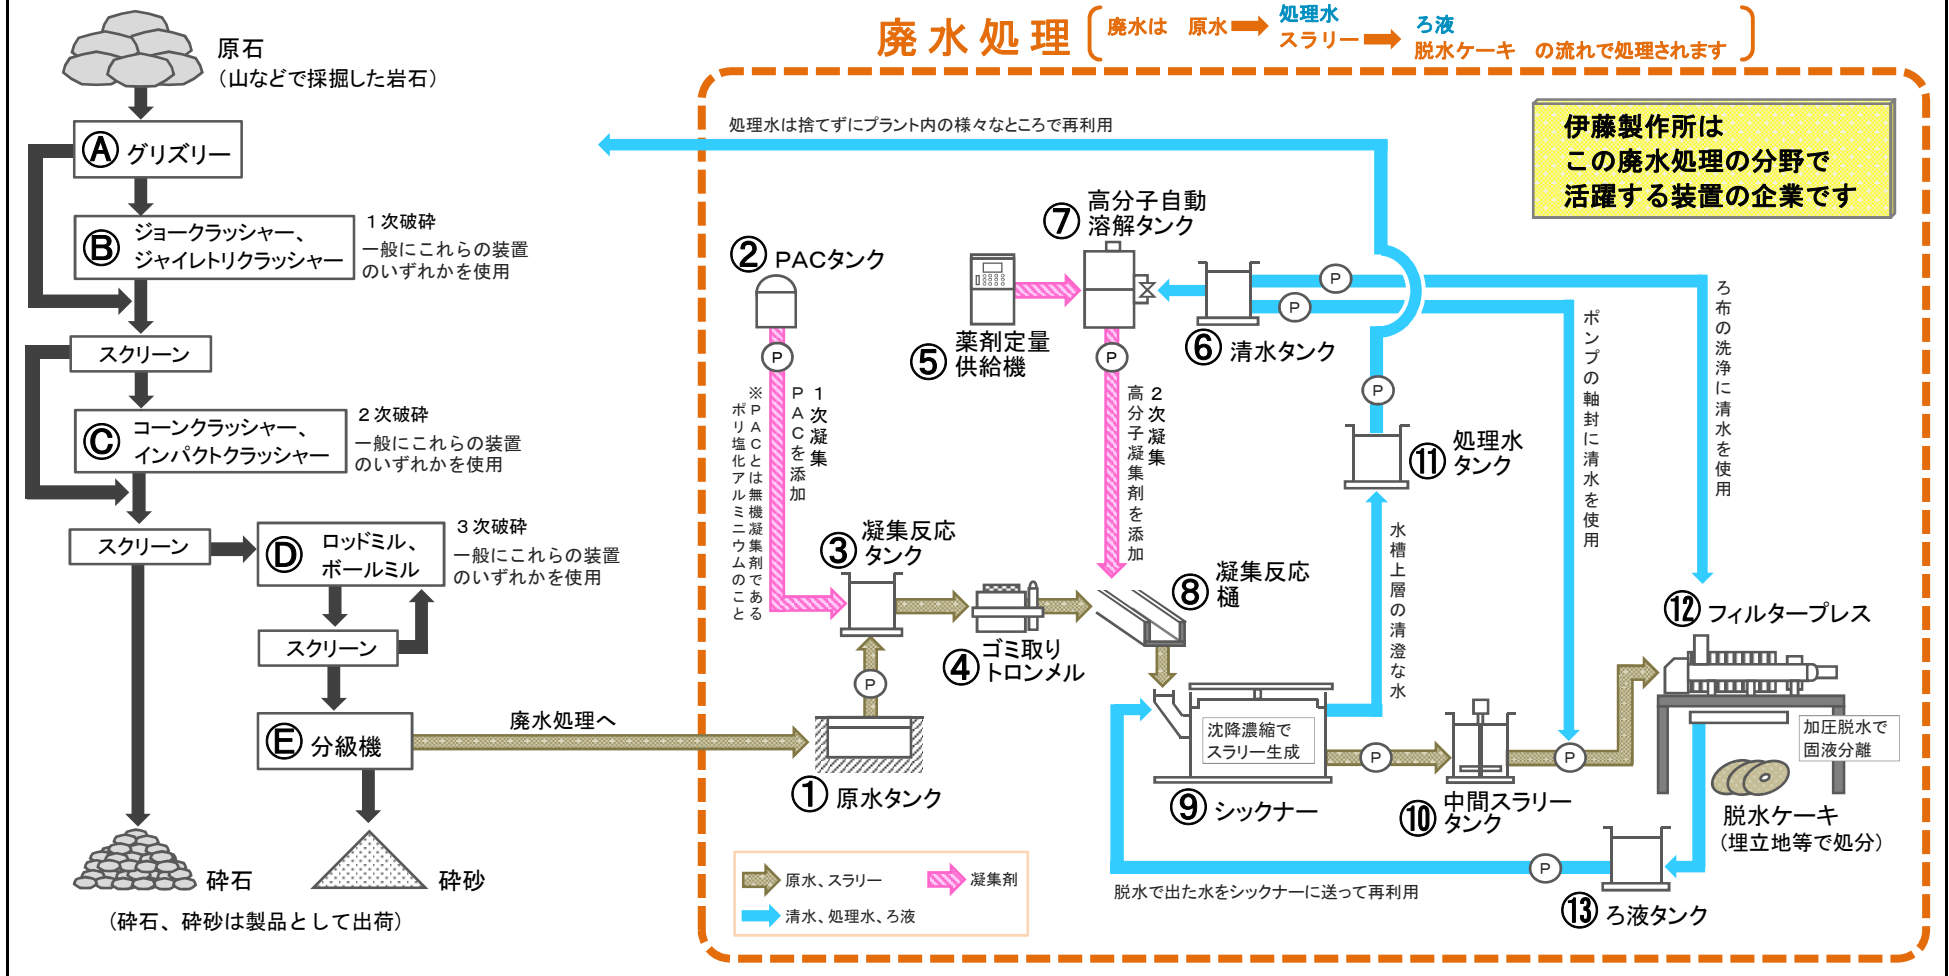 廃水処理
廃水は 原水 処理水 スラリー ろ液 脱水ケーキ の流れで処理されます
原石
（山などで採掘した岩石）
Ⓐ グリズリー
Ⓑ ジョークラッシャー、
ジャイレトリクラッシャー
１次破砕
一般にこれらの装置
のいずれかを使用
スクリーン
Ⓒ コーンクラッシャー、
インパクトクラッシャー
２次破砕
一般にこれらの装置
のいずれかを使用
スクリーン
Ⓓ ロッドミル、
ボールミル
３次破砕
一般にこれらの装置
のいずれかを使用
スクリーン
Ⓔ 分級機
廃水処理へ
砕石
砕砂
（砕石、砕砂は製品として出荷）
処理水は捨てずにプラント内の様々なところで再利用
伊藤製作所は
この廃水処理の分野で
活躍する装置の企業です
② PACタンク
P
１次凝集
PACを添加
※PACとは無機凝集剤である
ポリ塩化アルミニウムのこと
⑤ 薬剤定量
供給機
⑦ 高分子自動
溶解タンク
P
２次凝集
高分子凝集剤を添加
⑥ 清水タンク
P
P
ろ布の洗浄に清水を使用
ポンプの軸封に清水を使用
P
⑪ 処理水
タンク
水槽上層の清澄な水
③ 凝集反応
タンク
P
① 原水タンク
④ ゴミ取り
トロンメル
⑧ 凝集反応
樋
沈降濃縮で
スラリー生成
⑨ シックナー
P
⑩ 中間スラリー
タンク
P
⑫ フィルタープレス
加圧脱水で
固液分離
脱水ケーキ
（埋立地等で処分）
P
⑬ ろ液タンク
脱水で出た水をシックナーに送って再利用
原水、スラリー
凝集剤
清水、処理水、ろ液